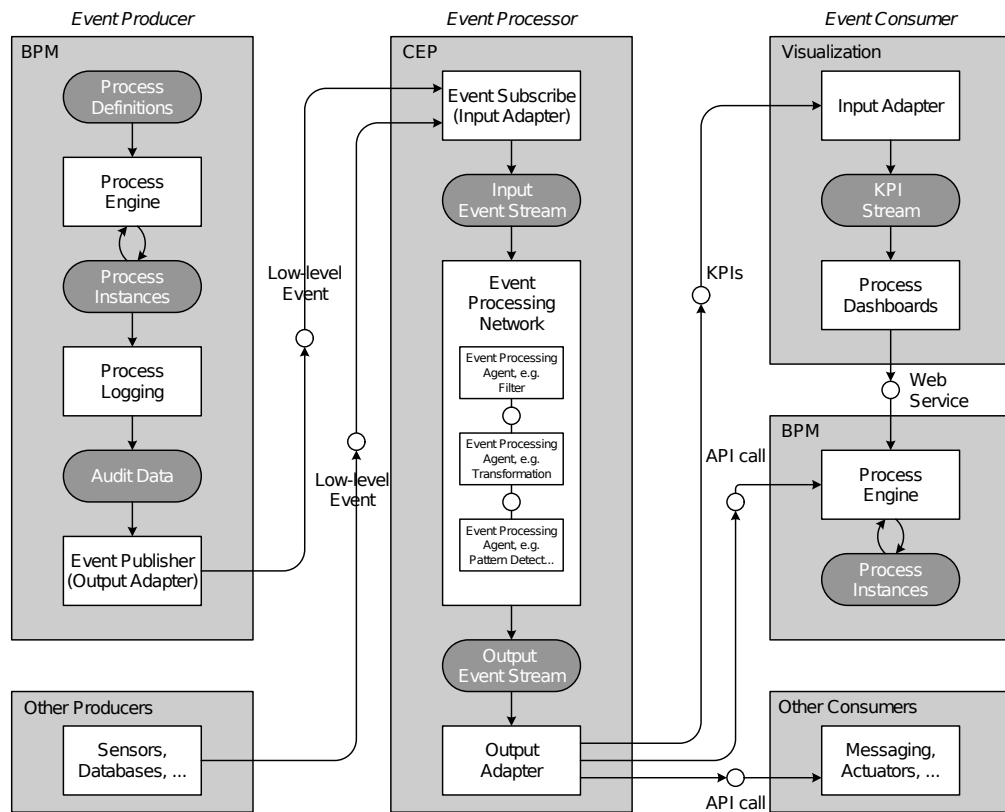 Event Producer
BPM
Process
Definitions
Process
Engine
Process
Instances
Process
Logging
Audit Data
Event Publisher
(Output Adapter)
Other Producers
Sensors,
Databases, ...
Low-level
Event
Low-level
Event
Event Processor
CEP
Event Subscribe
(Input Adapter)
Input
Event Stream
Event
Processing
Network
Event Processing
Agent, e.g.
Filter
Event Processing
Agent, e.g.
Transformation
Event Processing
Agent, e.g.
Pattern Detect...
Output
Event Stream
Output
Adapter
KPIs
API call
API call
Event Consumer
Visualization
Input Adapter
KPI
Stream
Process
Dashboards
Web
Service
BPM
Process
Engine
Process
Instances
Other Consumers
Messaging,
Actuators, ...